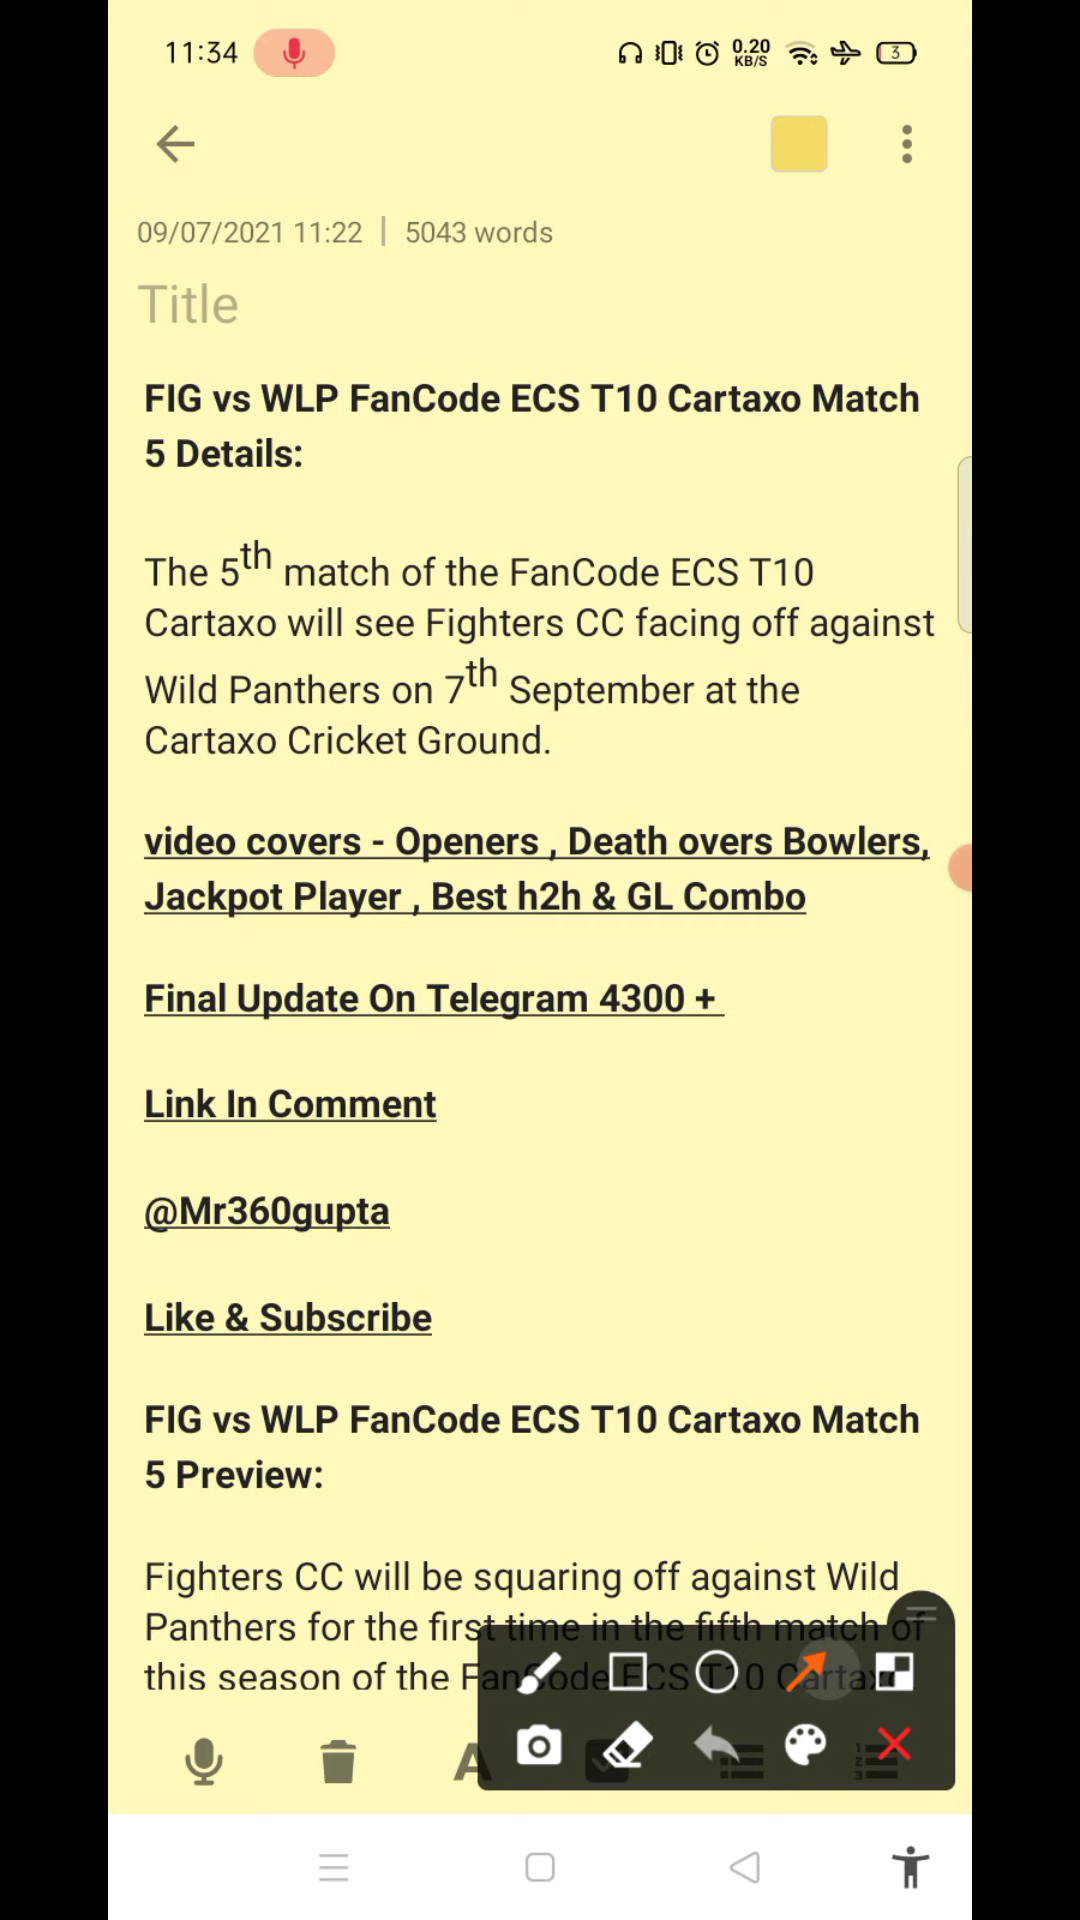 11:34 0.20 KB/S 3
09/07/2021 11:22 | 5043 words
Title
FIG vs WLP FanCode ECS T10 Cartaxo Match
5 Details:
The 5th match of the FanCode ECS T10
Cartaxo will see Fighters CC facing off against
Wild Panthers on 7th September at the
Cartaxo Cricket Ground.
video covers - Openers , Death overs Bowlers,
Jackpot Player , Best h2h & GL Combo
Final Update On Telegram 4300 +
Link In Comment
@Mr360gupta
Like & Subscribe
FIG vs WLP FanCode ECS T10 Cartaxo Match
5 Preview:
Fighters CC will be squaring off against Wild
Panthers for the first time in the fifth match of
this season of the FanCode ECS T10 Cartaxo
A